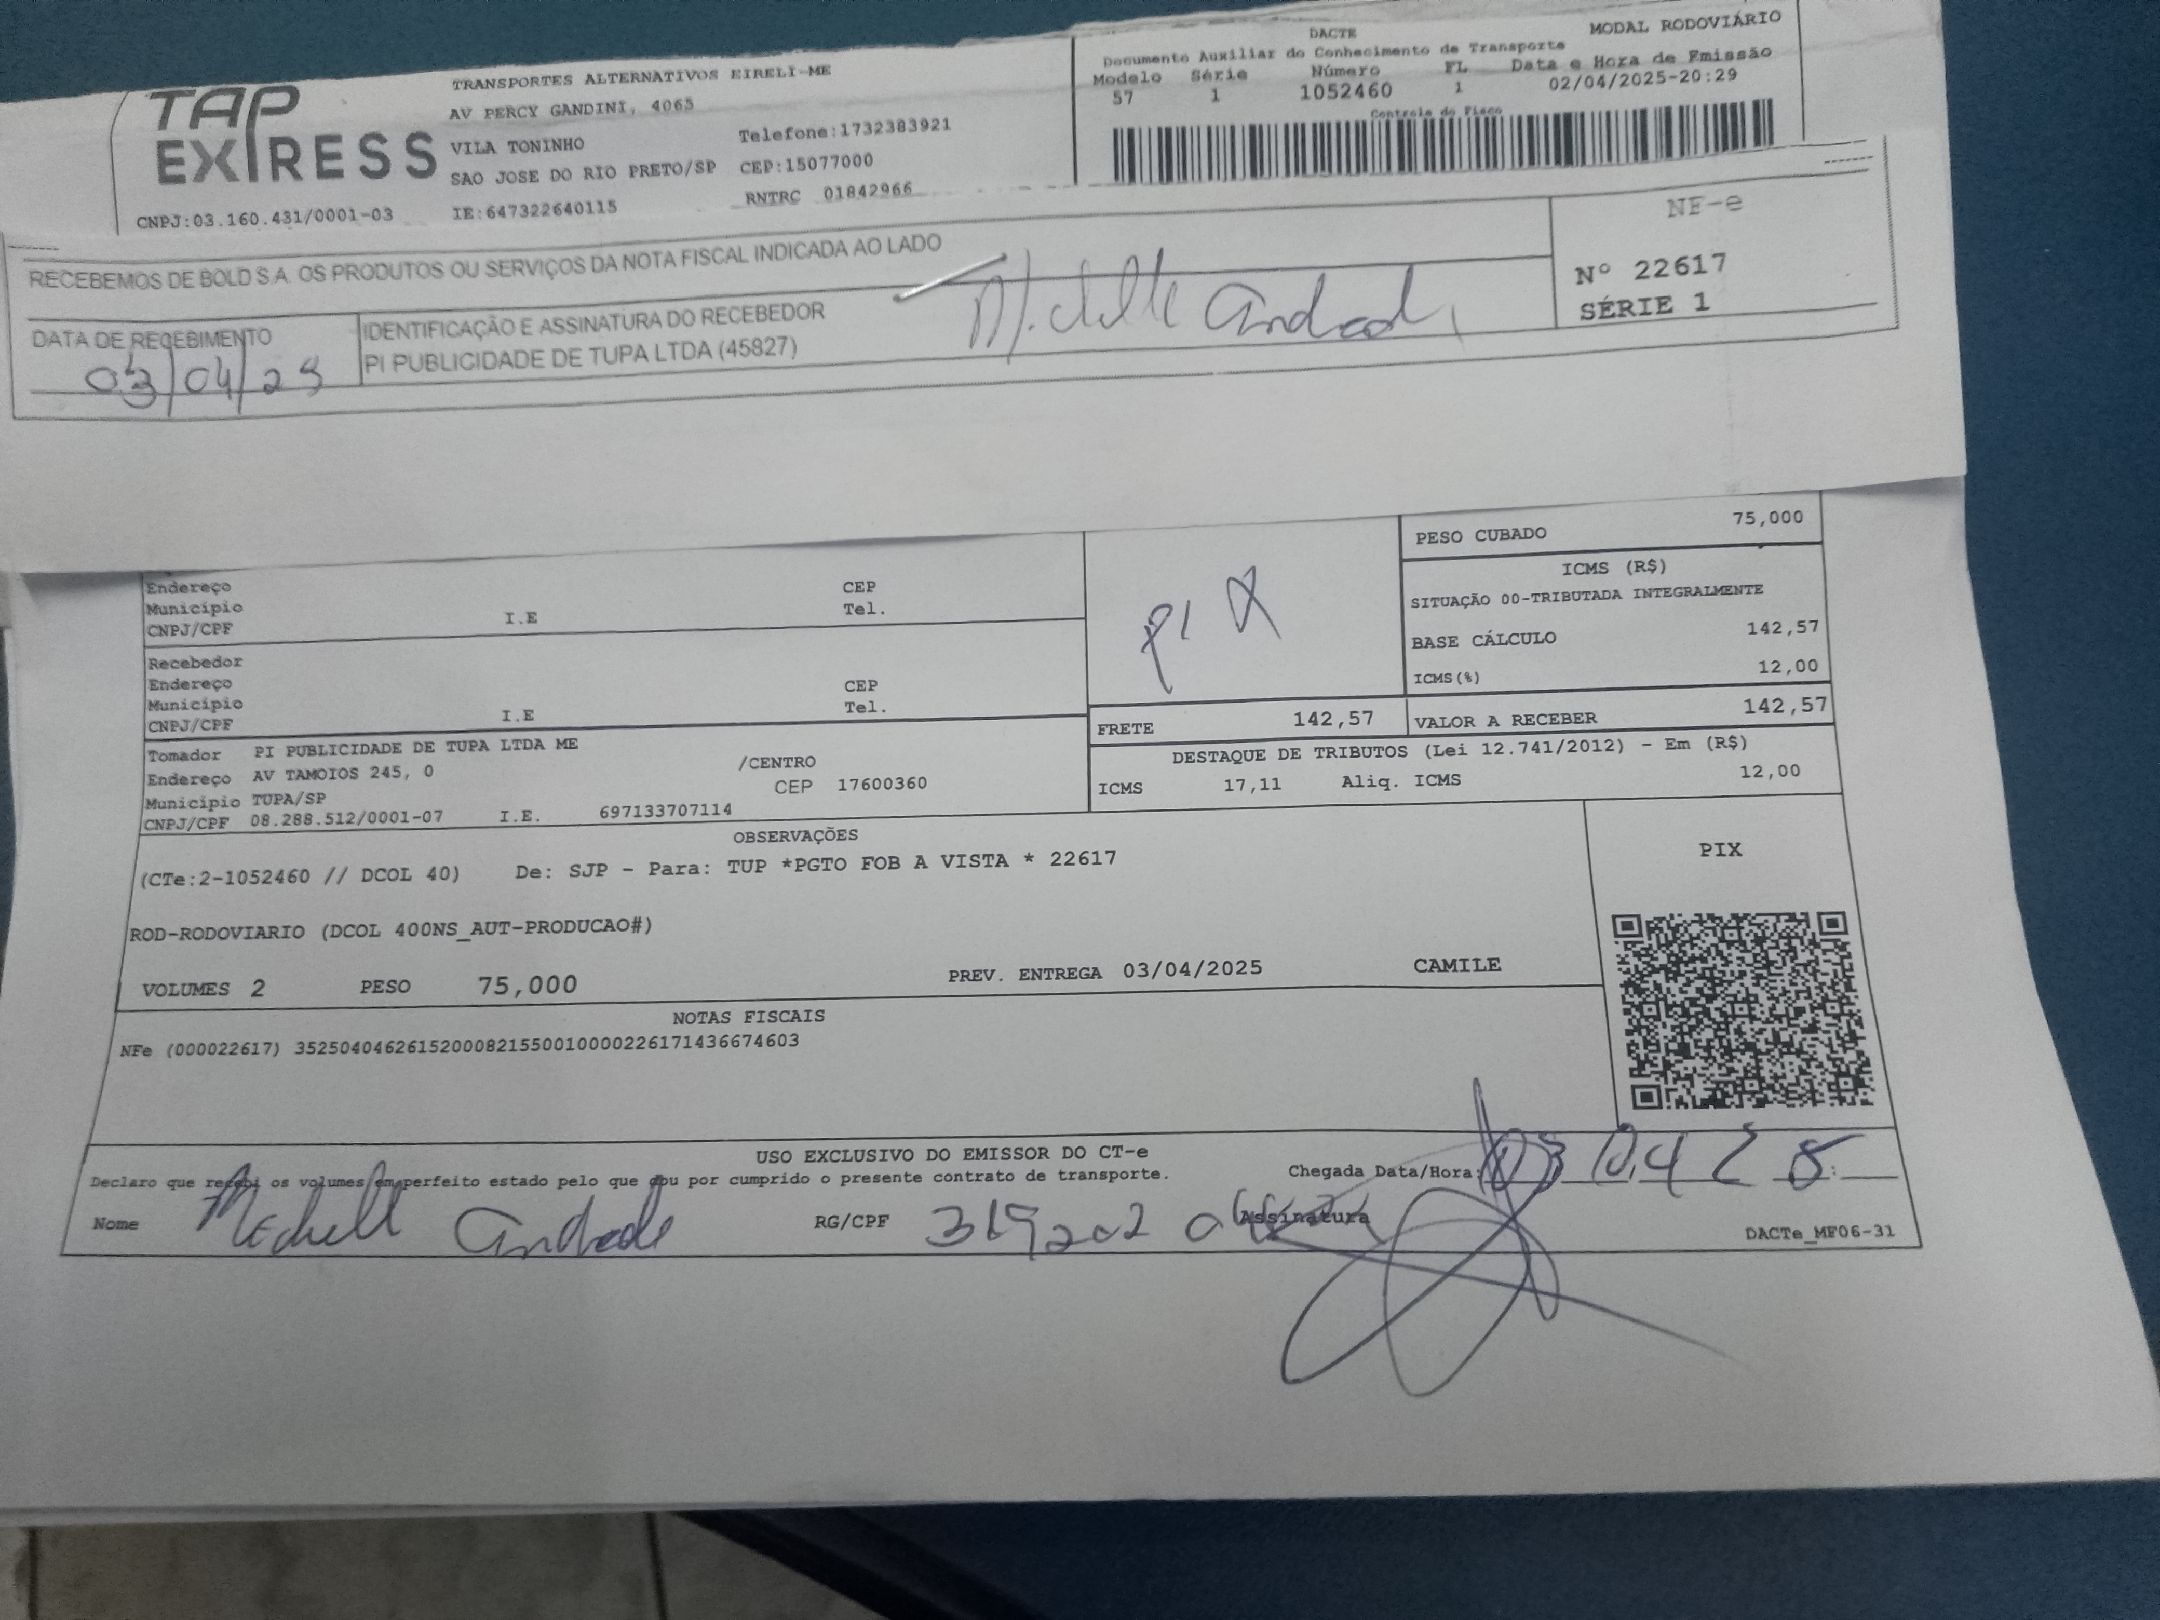 TAP EXPRESS
TRANSPORTES ALTERNATIVOS EIRELI-ME
AV PERCY GANDINI, 4065
VILA TONINHO Telefone:1732383921
SAO JOSE DO RIO PRETO/SP CEP:15077000
CNPJ:03.160.431/0001-03 IE:647322640115 RNTRC 01842966
DACTE MODAL RODOVIÁRIO
Documento Auxiliar do Conhecimento de Transporte
Modelo Série Número FL Data e Hora de Emissão
57 1 1052460 1 02/04/2025-20:29
Controle do Fisco
RECEBEMOS DE BOLD S.A. OS PRODUTOS OU SERVIÇOS DA NOTA FISCAL INDICADA AO LADO
NF-e
Nº 22617
SÉRIE 1
DATA DE RECEBIMENTO
03/04/25
IDENTIFICAÇÃO E ASSINATURA DO RECEBEDOR
PI PUBLICIDADE DE TUPA LTDA (45827)
Michelle Andrade
PESO CUBADO 75,000
ICMS (R$)
SITUAÇÃO 00-TRIBUTADA INTEGRALMENTE
BASE CÁLCULO 142,57
ICMS(%) 12,00
Endereço CEP
Município Tel.
CNPJ/CPF I.E
Recebedor
Endereço CEP
Município Tel.
CNPJ/CPF I.E
PIX
FRETE 142,57 VALOR A RECEBER 142,57
Tomador PI PUBLICIDADE DE TUPA LTDA ME
Endereço AV TAMOIOS 245, 0 /CENTRO
Município TUPA/SP CEP 17600360
CNPJ/CPF 08.288.512/0001-07 I.E. 697133707114
DESTAQUE DE TRIBUTOS (Lei 12.741/2012) - Em (R$)
ICMS 17,11 Aliq. ICMS 12,00
OBSERVAÇÕES
(CTe:2-1052460 // DCOL 40) De: SJP - Para: TUP *PGTO FOB A VISTA * 22617
ROD-RODOVIARIO (DCOL 400NS_AUT-PRODUCAO#)
VOLUMES 2 PESO 75,000 PREV. ENTREGA 03/04/2025 CAMILE
PIX
NOTAS FISCAIS
NFe (000022617) 35250404626152000821550010000226171436674603
USO EXCLUSIVO DO EMISSOR DO CT-e
Declaro que recebi os volumes em perfeito estado pelo que dou por cumprido o presente contrato de transporte.
Chegada Data/Hora: 03 04 25
Nome Michelle Andrade RG/CPF Assinatura
DACTe_MF06-31